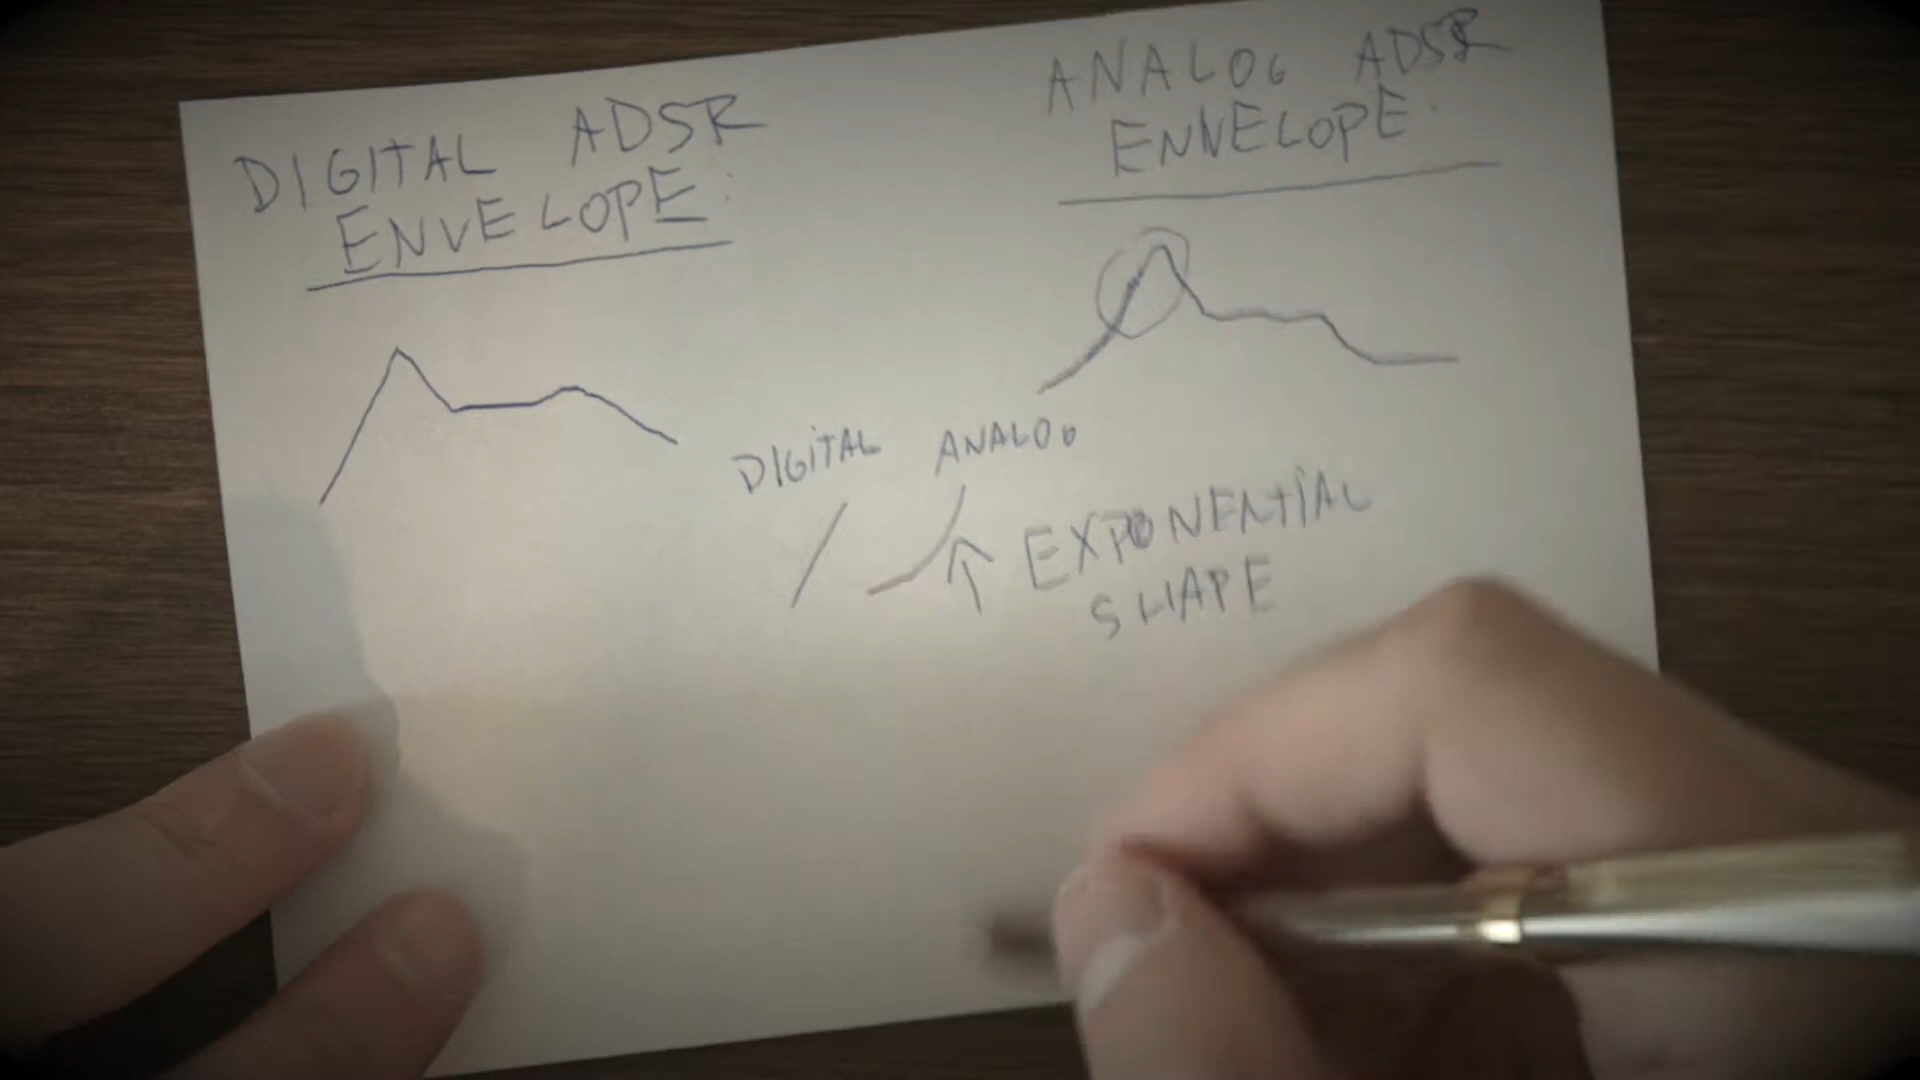 DIGITAL ADSR
ENVELOPE:
ANALOG ADSR
ENVELOPE:
DIGITAL ANALOG
EXPONENTIAL
SHAPE